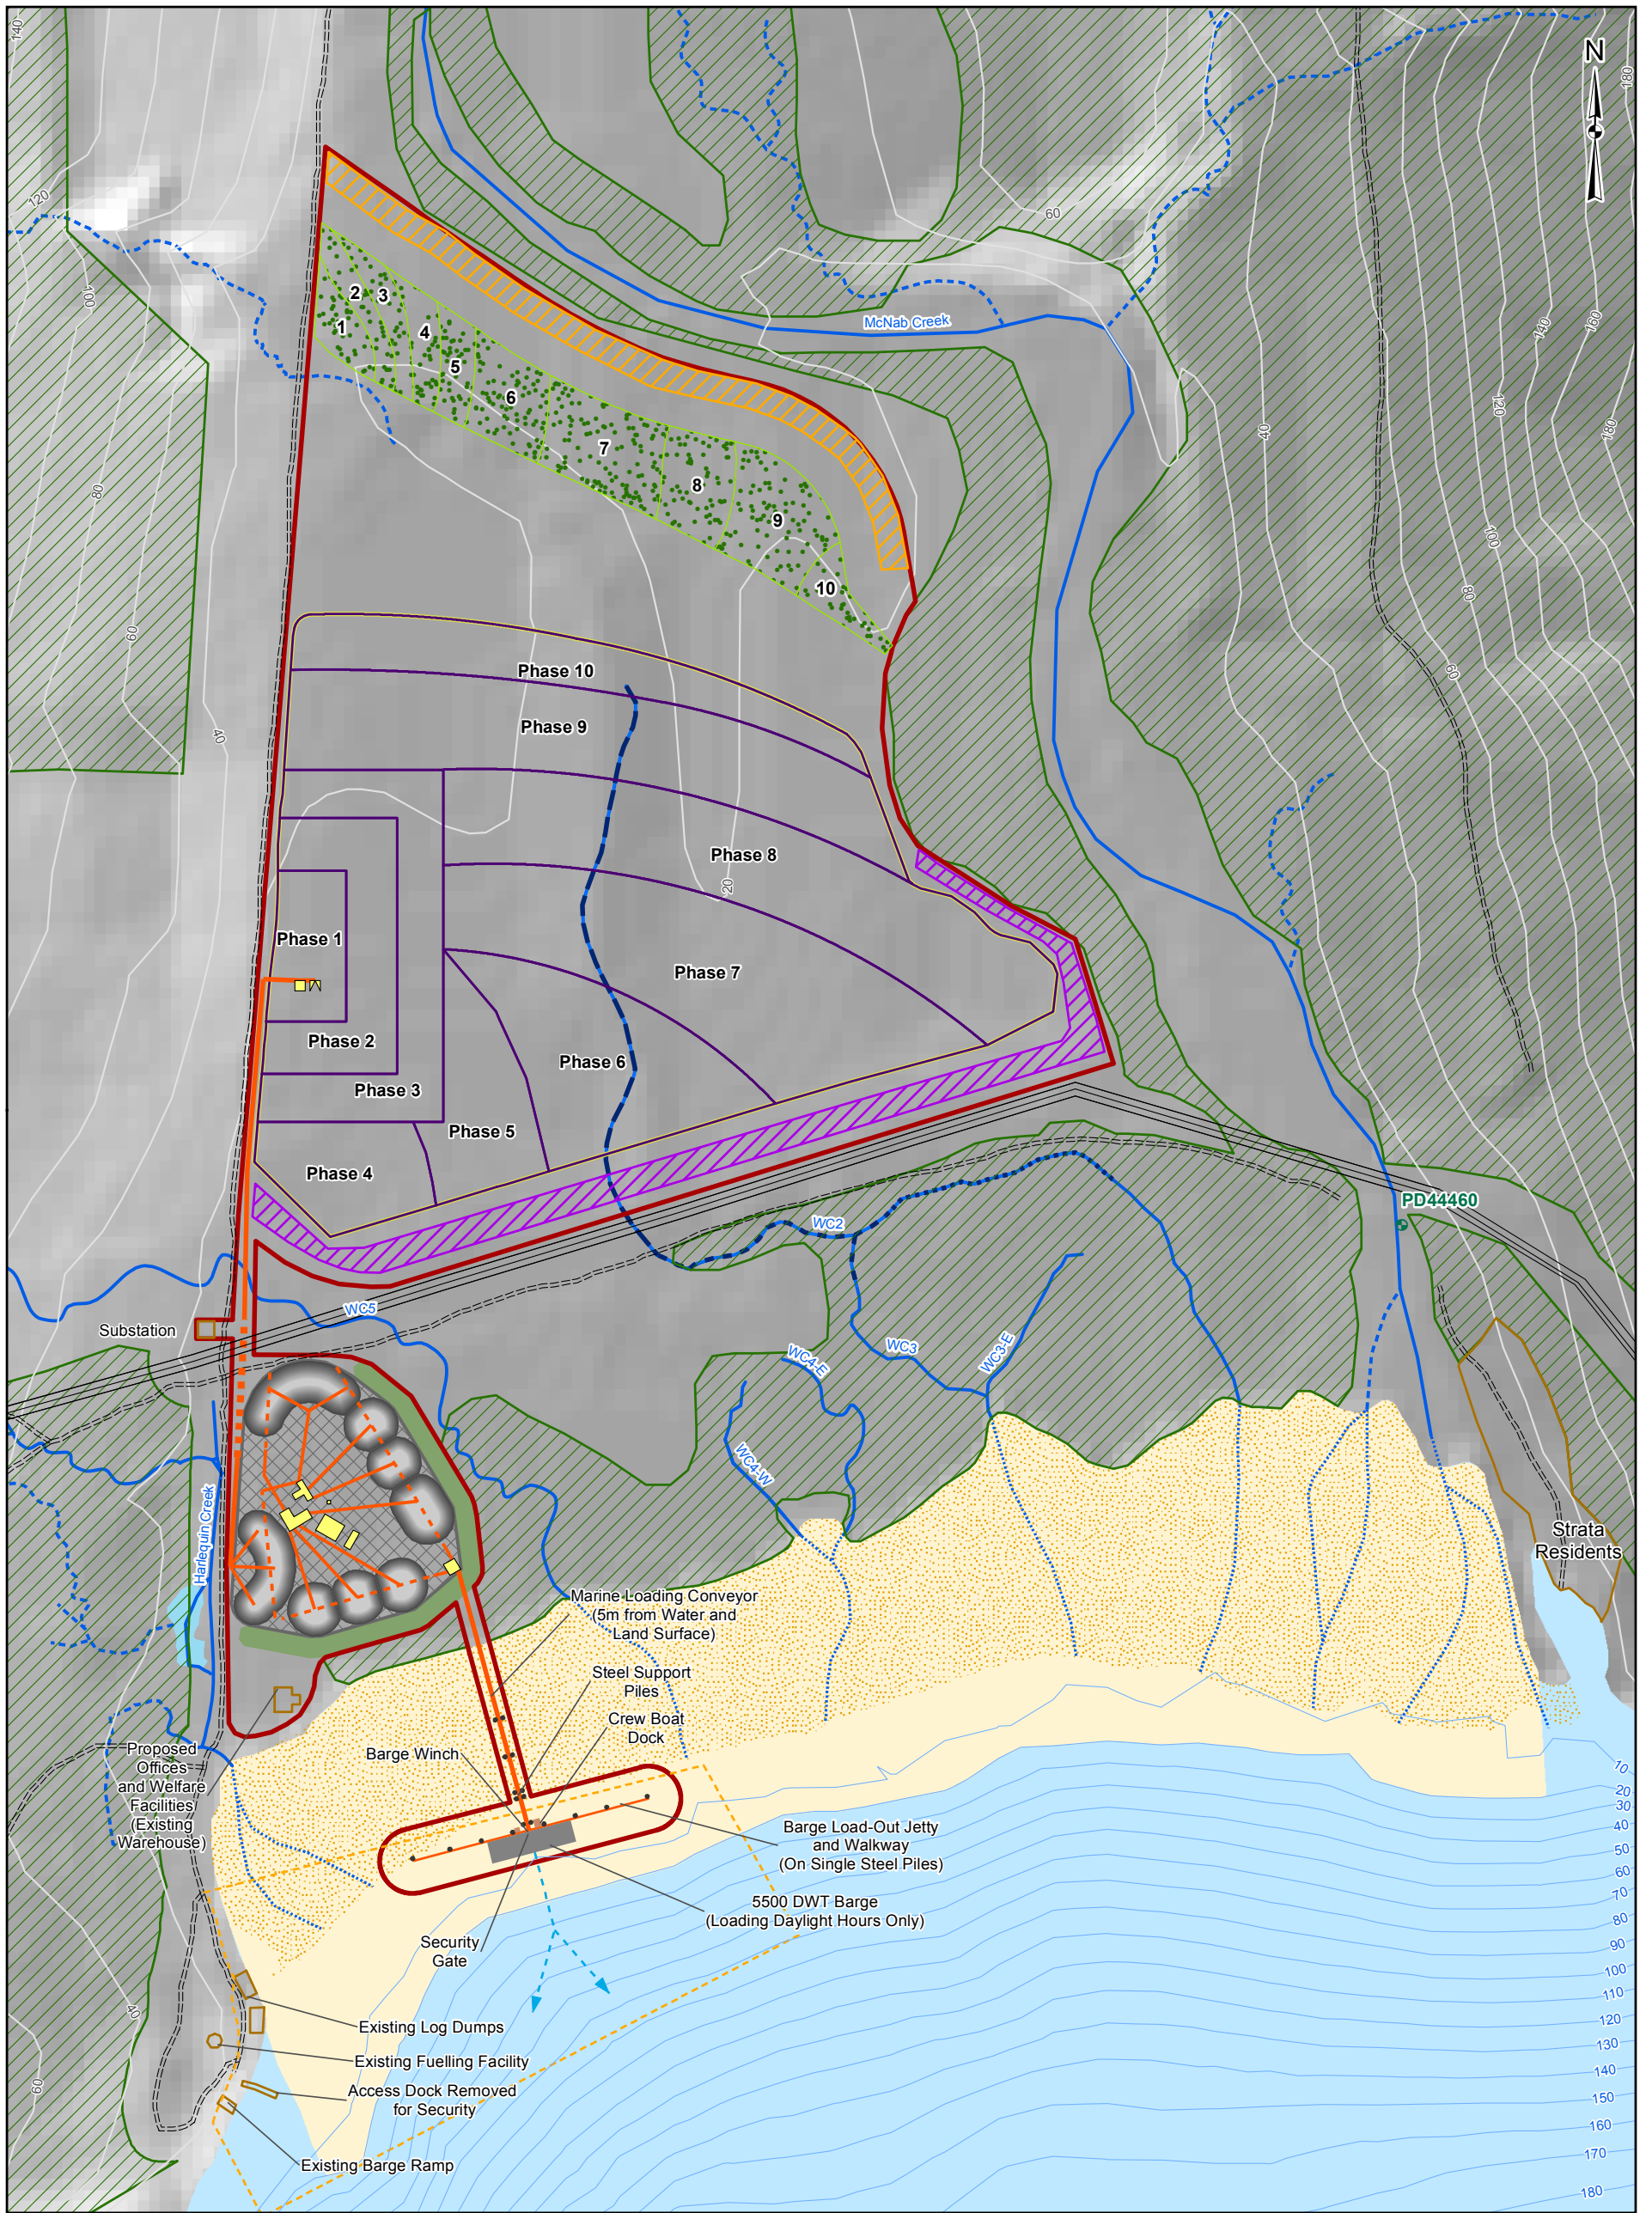 140
N
180
120
60
100
McNab Creek
2
3
1
4
5
6
7
8
9
10
140
160
120
180
40
80
100
80
60
60
40
Phase 10
Phase 9
Phase 8
20
Phase 1
Phase 7
Phase 2
Phase 6
Phase 3
Phase 5
Phase 4
PD44460
WC2
WC5
Substation
WC3
WC3-E
WC4-E
WC4-W
Harlequin Creek
Strata
Residents
Marine Loading Conveyor
(5m from Water and
Land Surface)
Steel Support
Piles
Crew Boat
Dock
Barge Winch
Proposed
Offices
and Welfare
Facilities
(Existing
Warehouse)
Barge Load-Out Jetty
and Walkway
(On Single Steel Piles)
5500 DWT Barge
(Loading Daylight Hours Only)
Security
Gate
Existing Log Dumps
Existing Fuelling Facility
Access Dock Removed
for Security
Existing Barge Ramp
40
60
10
20
30
40
50
60
70
80
90
100
110
120
130
140
150
160
170
180